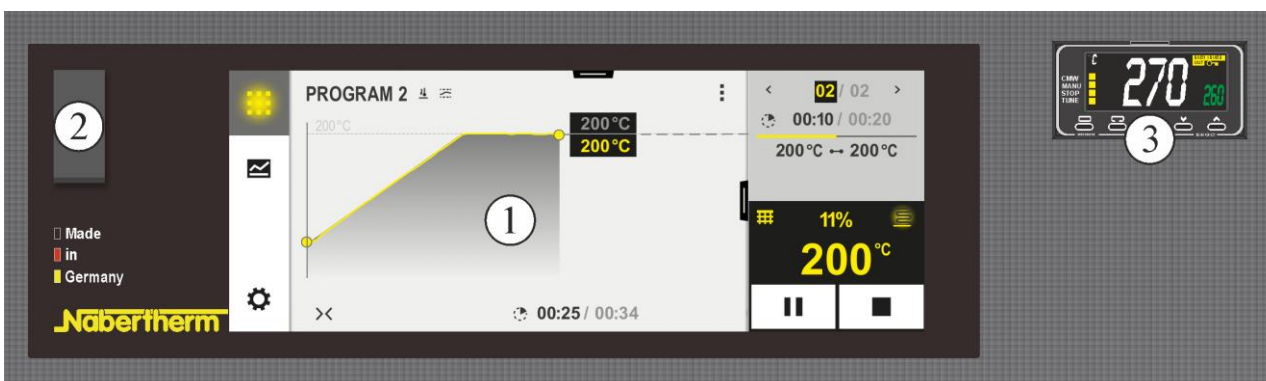 2
Made
in
Germany
Nabertherm
PROGRAM 2
200°C
200°C
200°C
1
00:25 / 00:34
02 / 02
00:10 / 00:20
200°C ↔ 200°C
11%
200 °C
C
CMW
MANU
STOP
TUNE
270
260
3